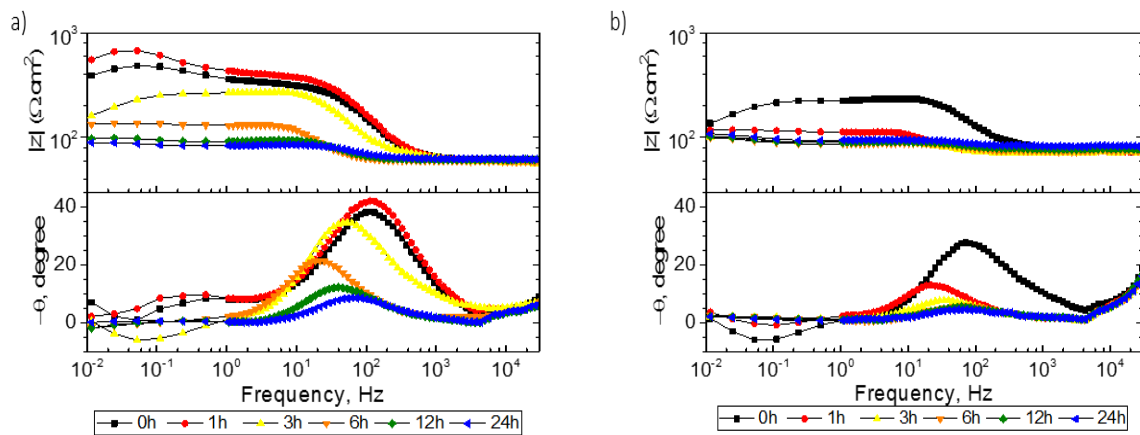 a)
b)
10³
10²
|Z| (Ω cm²)
40
20
0
–Θ, degree
10⁻² 10⁻¹ 10⁰ 10¹ 10² 10³ 10⁴
Frequency, Hz
0h 1h 3h 6h 12h 24h
10³
10²
|Z| (Ω cm²)
40
20
0
–Θ, degree
10⁻² 10⁻¹ 10⁰ 10¹ 10² 10³ 10⁴
Frequency, Hz
0h 1h 3h 6h 12h 24h